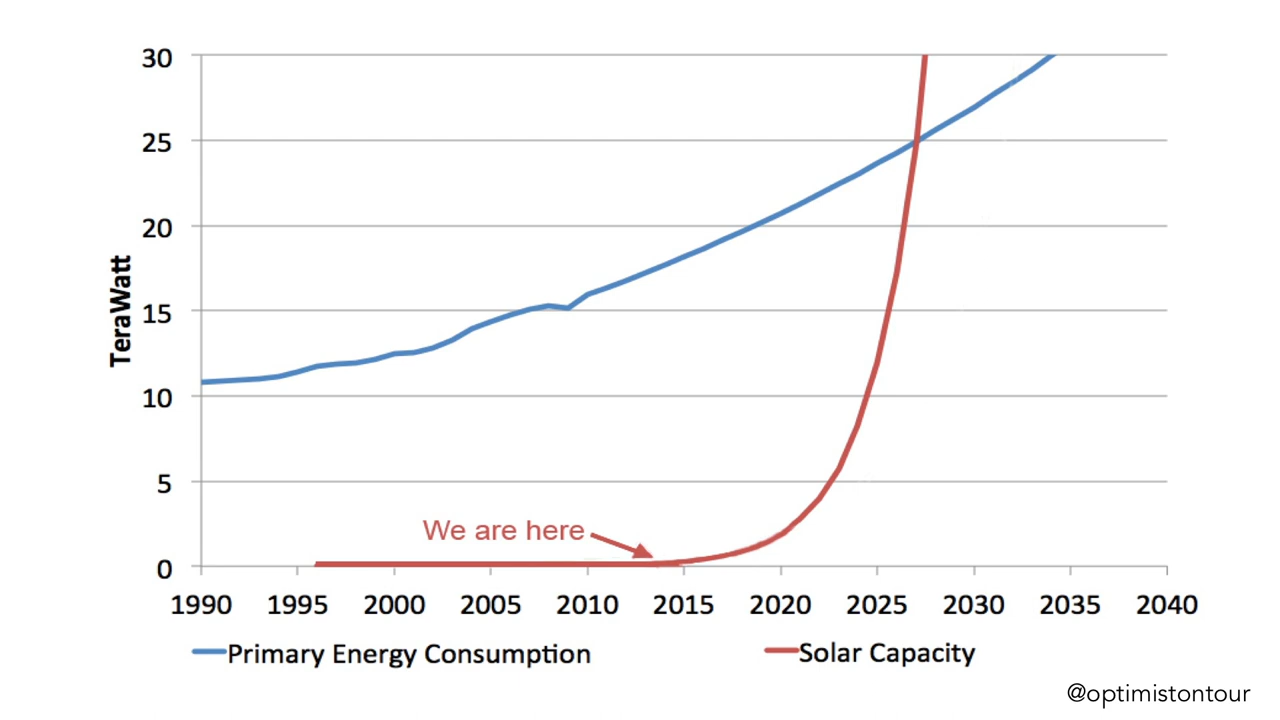 30
25
20
15
10
5
0
TeraWatt
We are here
1990 1995 2000 2005 2010 2015 2020 2025 2030 2035 2040
Primary Energy Consumption Solar Capacity
@optimistontour